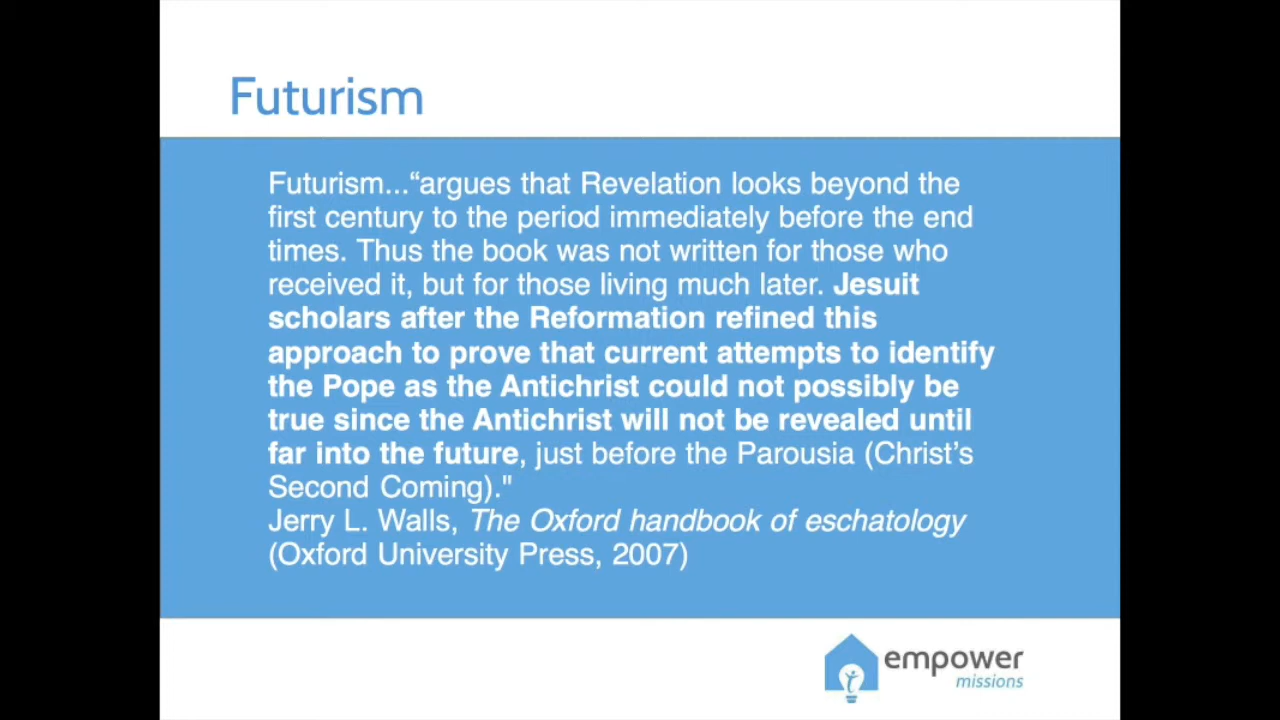 Futurism
Futurism...“argues that Revelation looks beyond the
first century to the period immediately before the end
times. Thus the book was not written for those who
received it, but for those living much later. Jesuit
scholars after the Reformation refined this
approach to prove that current attempts to identify
the Pope as the Antichrist could not possibly be
true since the Antichrist will not be revealed until
far into the future, just before the Parousia (Christ’s
Second Coming)."
Jerry L. Walls, The Oxford handbook of eschatology
(Oxford University Press, 2007)
empower
missions